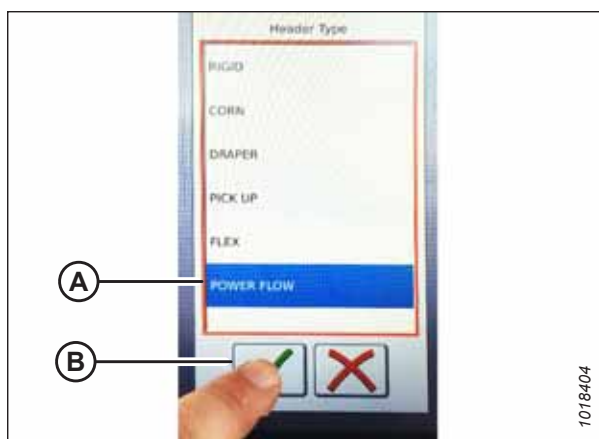 Header Type
RIGID
CORN
DRAPER
PICK UP
FLEX
A
POWER FLOW
B
1018404